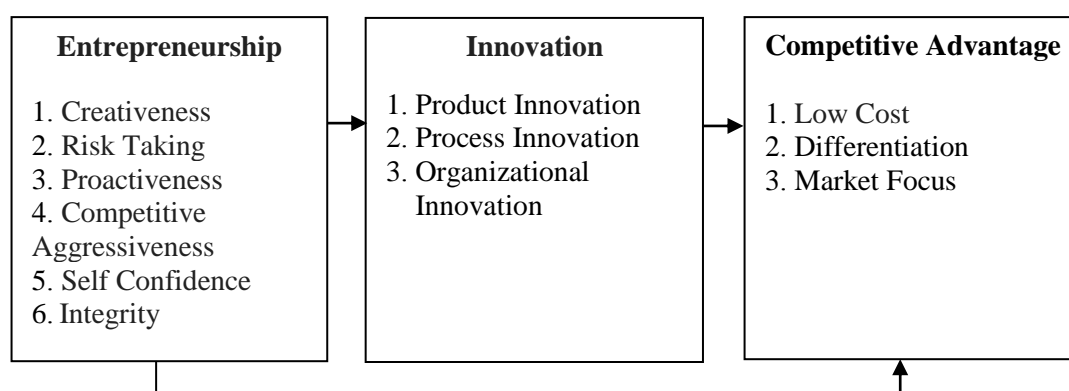 Entrepreneurship
1. Creativeness
2. Risk Taking
3. Proactiveness
4. Competitive
Aggressiveness
5. Self Confidence
6. Integrity
Innovation
1. Product Innovation
2. Process Innovation
3. Organizational
Innovation
Competitive Advantage
1. Low Cost
2. Differentiation
3. Market Focus